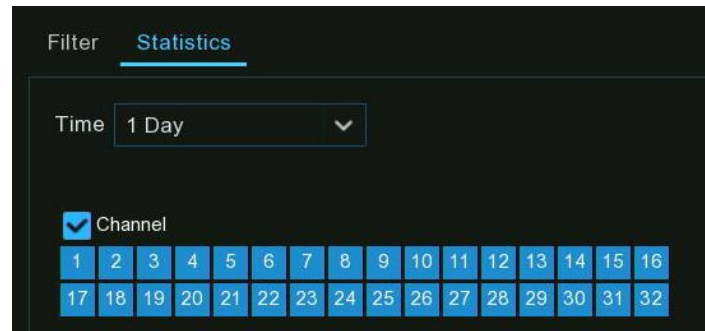 Filter Statistics
Time 1 Day
Channel
1 2 3 4 5 6 7 8 9 10 11 12 13 14 15 16
17 18 19 20 21 22 23 24 25 26 27 28 29 30 31 32